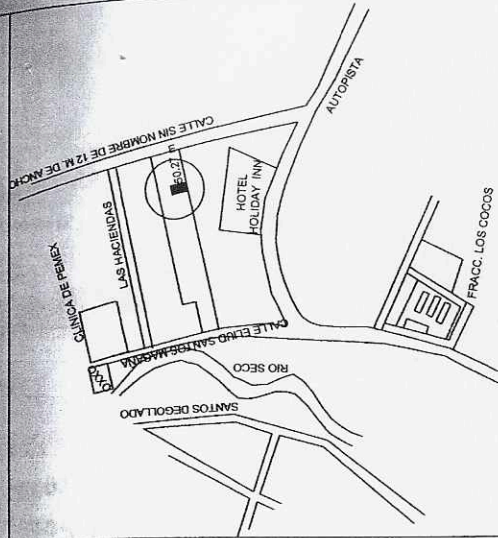 CALLE SIN NOMBRE DE 12 M. DE ANCHO
CLINICA DE PEMEX
LAS HACIENDAS
50.27 m
AUTOPISTA
HOTEL
HOLIDAY INN
OXXO
CALLE ELIUD SANTOS MAGAÑA
RIO SECO
SANTOS DEGOLLADO
FRACC. LOS COCOS